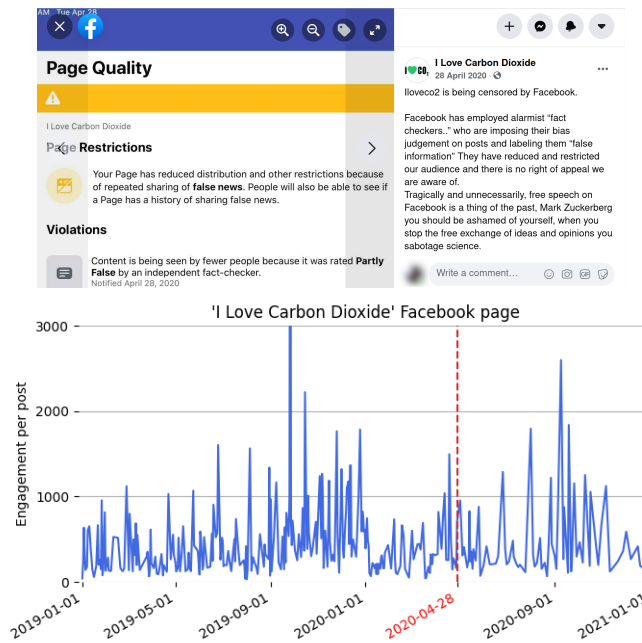 AM Tue Apr 28
Page Quality
I Love Carbon Dioxide
Page Restrictions
Your Page has reduced distribution and other restrictions because
of repeated sharing of false news. People will also be able to see if
a Page has a history of sharing false news.
Violations
Content is being seen by fewer people because it was rated Partly
False by an independent fact-checker.
Notified April 28, 2020
I CO₂
I Love Carbon Dioxide
28 April 2020 ·
Iloveco2 is being censored by Facebook.
Facebook has employed alarmist “fact
checkers..” who are imposing their bias
judgement on posts and labeling them “false
information” They have reduced and restricted
our audience and there is no right of appeal we
are aware of.
Tragically and unnecessarily, free speech on
Facebook is a thing of the past, Mark Zuckerberg
you should be ashamed of yourself, when you
stop the free exchange of ideas and opinions you
sabotage science.
Write a comment...
GIF
'I Love Carbon Dioxide' Facebook page
Engagement per post
3000
2000
1000
0
2019-01-01
2019-05-01
2019-09-01
2020-01-01
2020-04-28
2020-09-01
2021-01-01